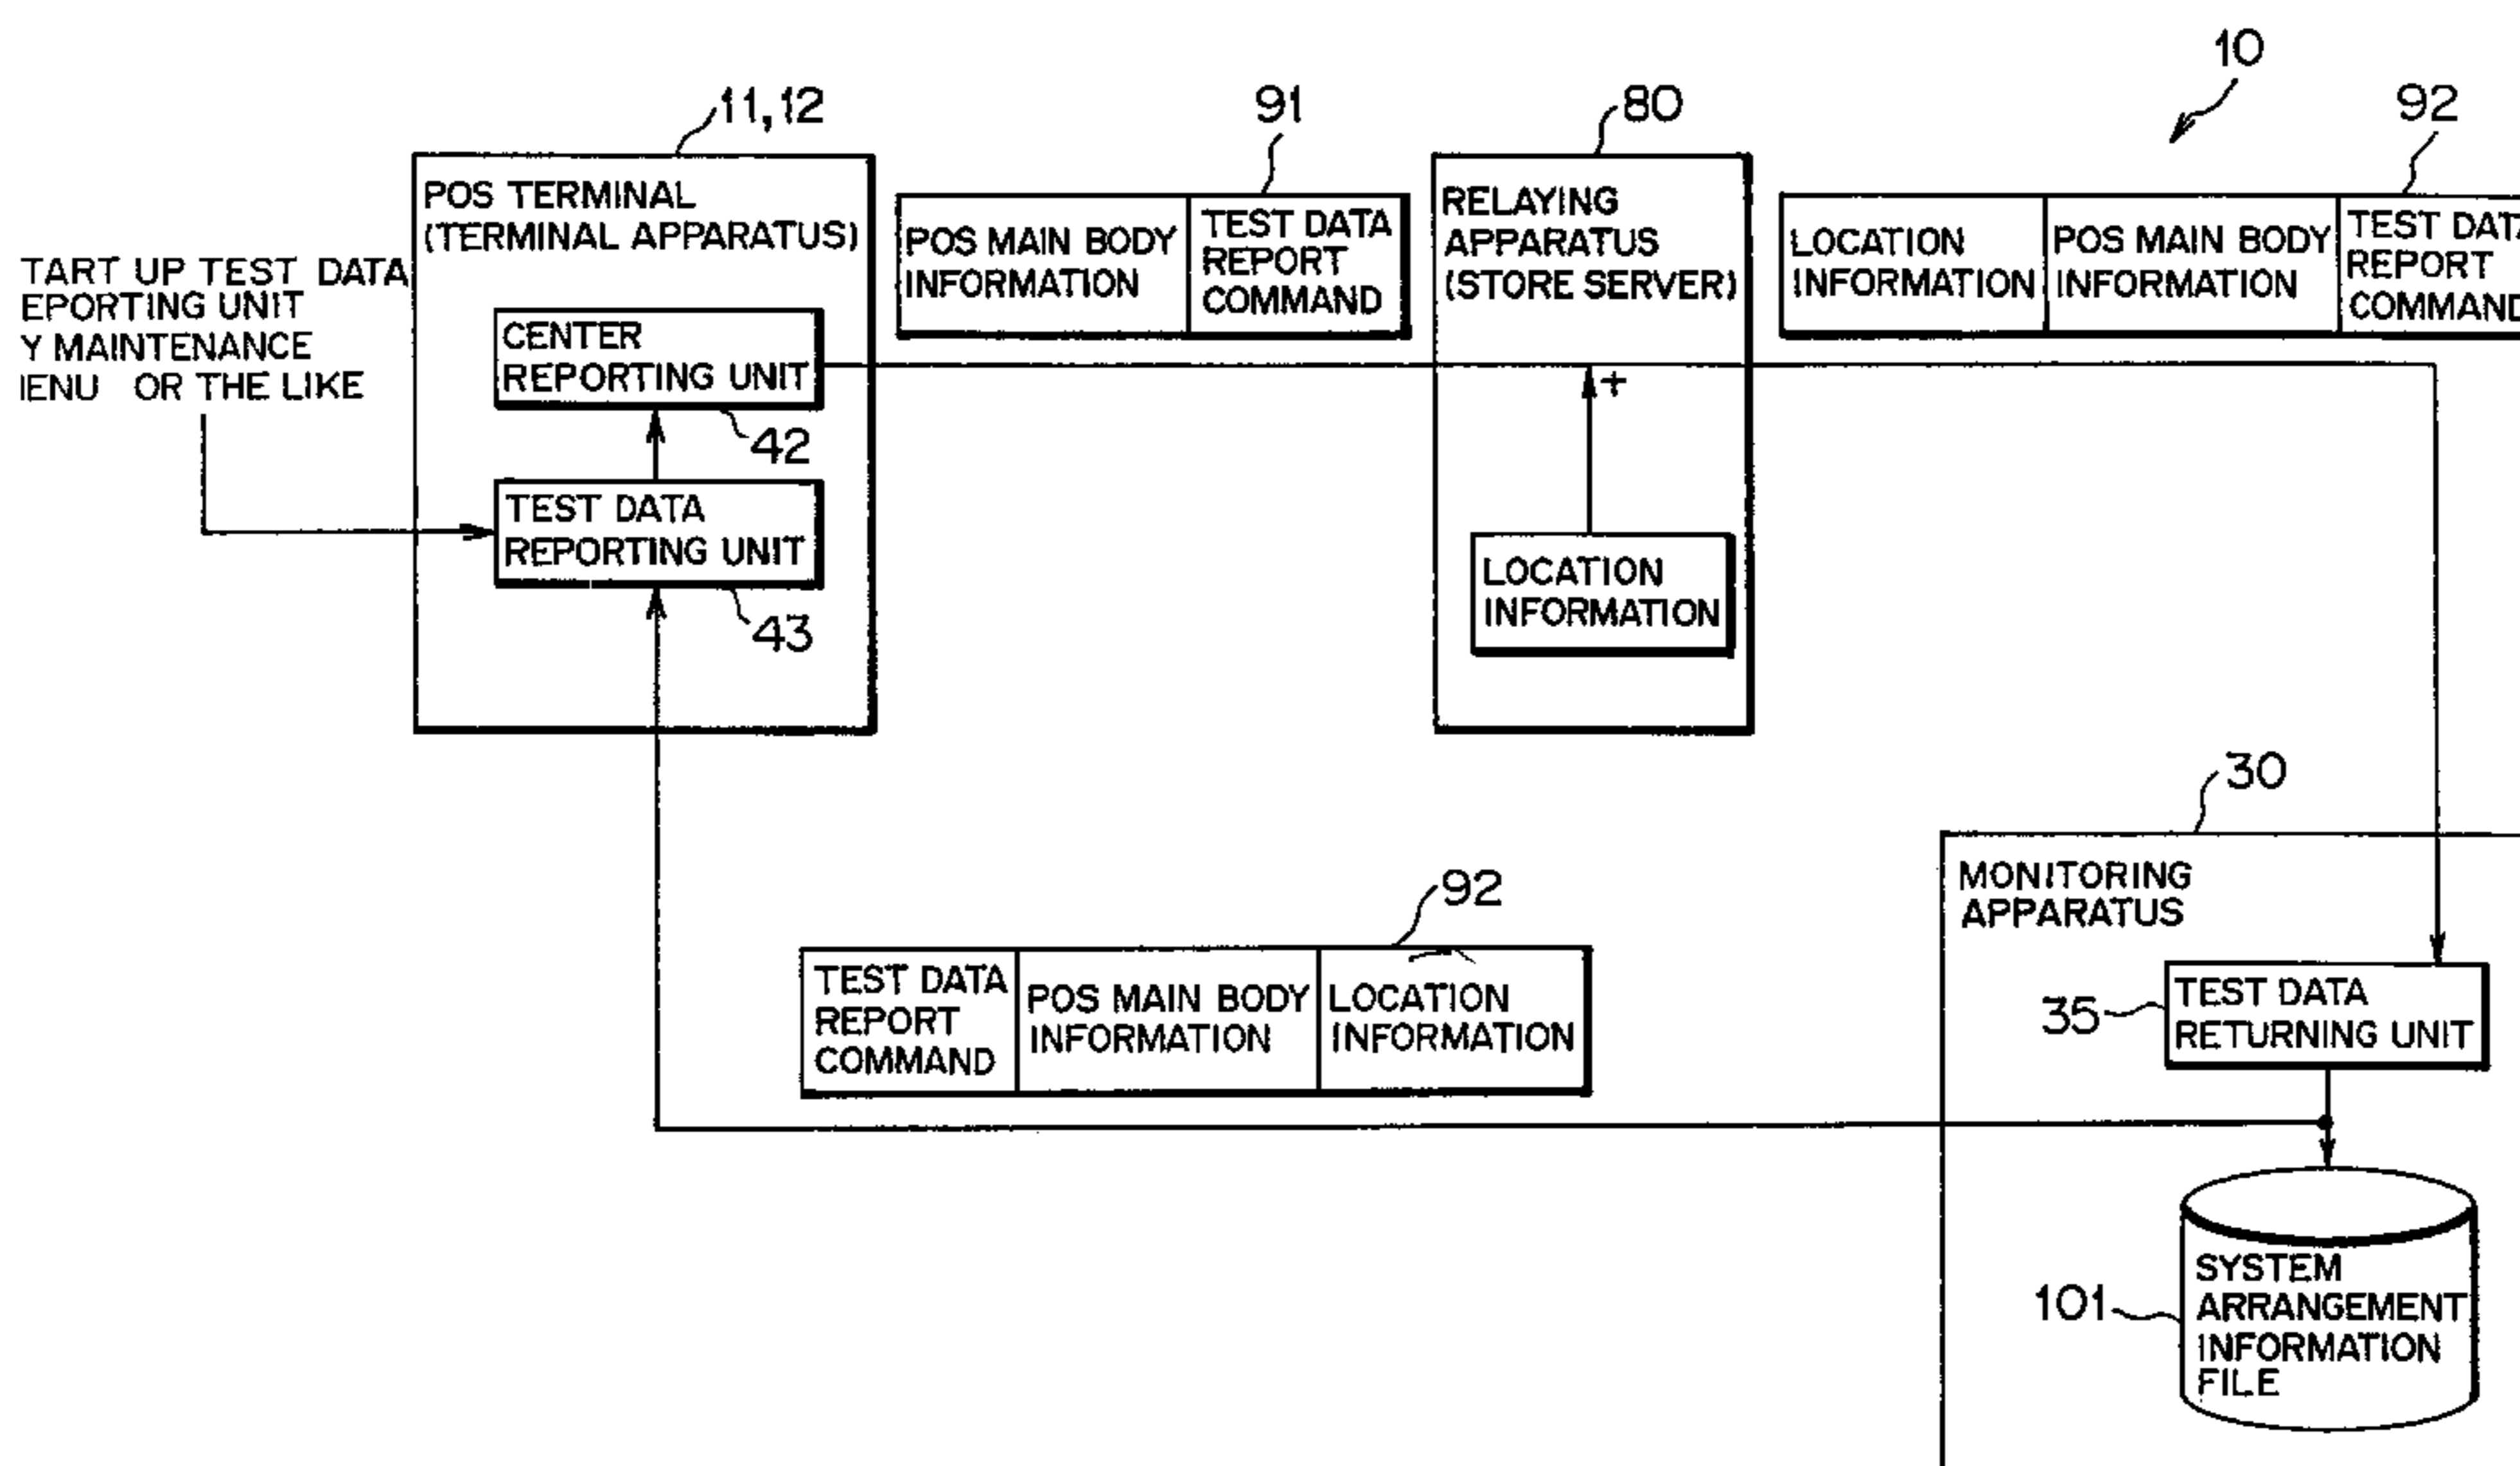 10
11,12
91
80
92
POS TERMINAL
(TERMINAL APPARATUS)
TART UP TEST DATA
EPORTING UNIT
Y MAINTENANCE
IENU OR THE LIKE
CENTER
REPORTING UNIT
42
TEST DATA
REPORTING UNIT
43
POS MAIN BODY
INFORMATION
TEST DATA
REPORT
COMMAND
RELAYING
APPARATUS
(STORE SERVER)
+
LOCATION
INFORMATION
LOCATION
INFORMATION
POS MAIN BODY
INFORMATION
TEST DATA
REPORT
COMMAND
30
MONITORING
APPARATUS
92
TEST DATA
REPORT
COMMAND
POS MAIN BODY
INFORMATION
LOCATION
INFORMATION
35
TEST DATA
RETURNING UNIT
101
SYSTEM
ARRANGEMENT
INFORMATION
FILE